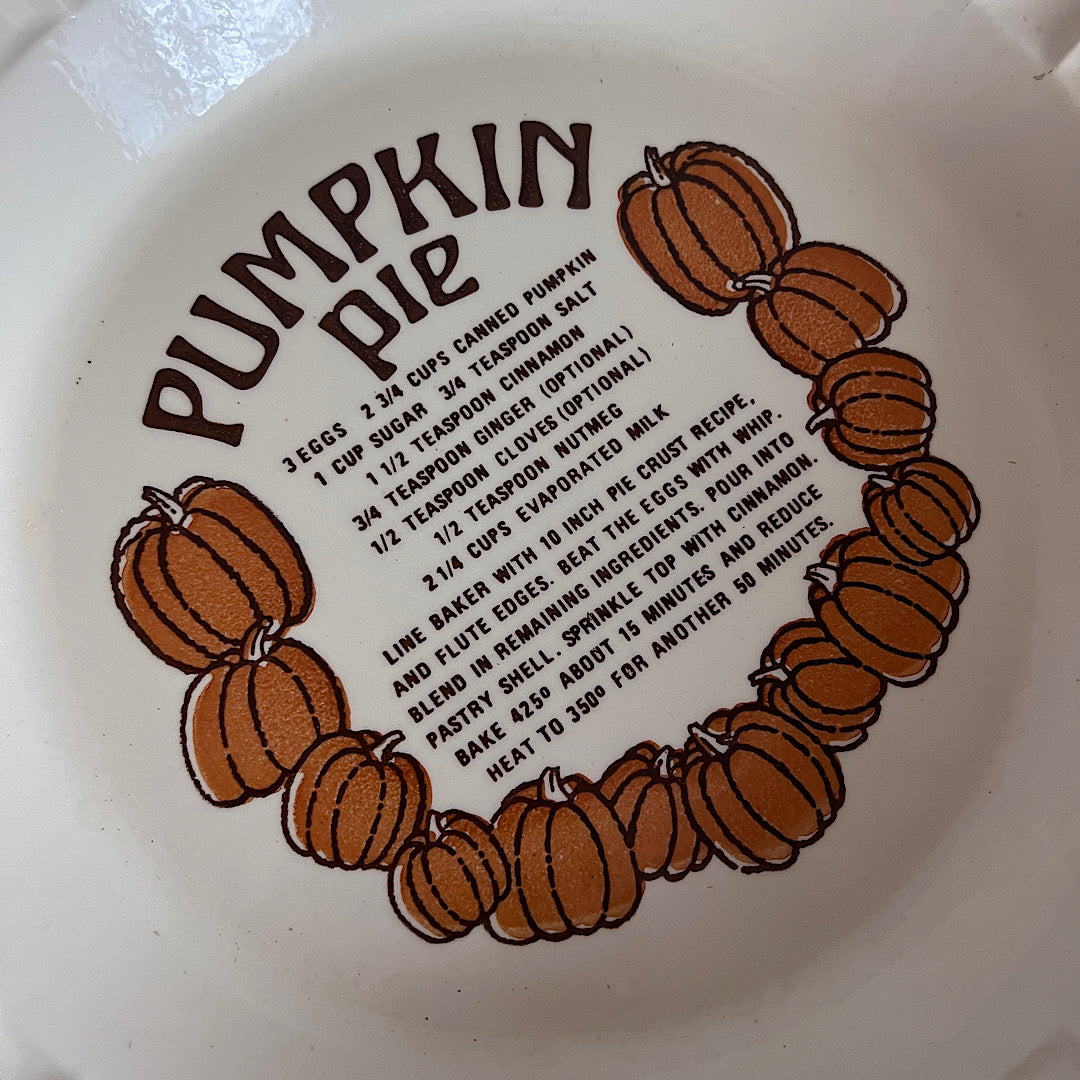 PUMPKIN
pie
3 EGGS 2 3/4 CUPS CANNED PUMPKIN
1 CUP SUGAR 3/4 TEASPOON SALT
1 1/2 TEASPOON CINNAMON
3/4 TEASPOON GINGER (OPTIONAL)
1/2 TEASPOON CLOVES (OPTIONAL)
1/2 TEASPOON NUTMEG
2 1/4 CUPS EVAPORATED MILK
LINE BAKER WITH 10 INCH PIE CRUST RECIPE,
AND FLUTE EDGES. BEAT THE EGGS WITH WHIP.
BLEND IN REMAINING INGREDIENTS. POUR INTO
PASTRY SHELL. SPRINKLE TOP WITH CINNAMON.
BAKE 425º ABOUT 15 MINUTES AND REDUCE
HEAT TO 350º FOR ANOTHER 50 MINUTES.